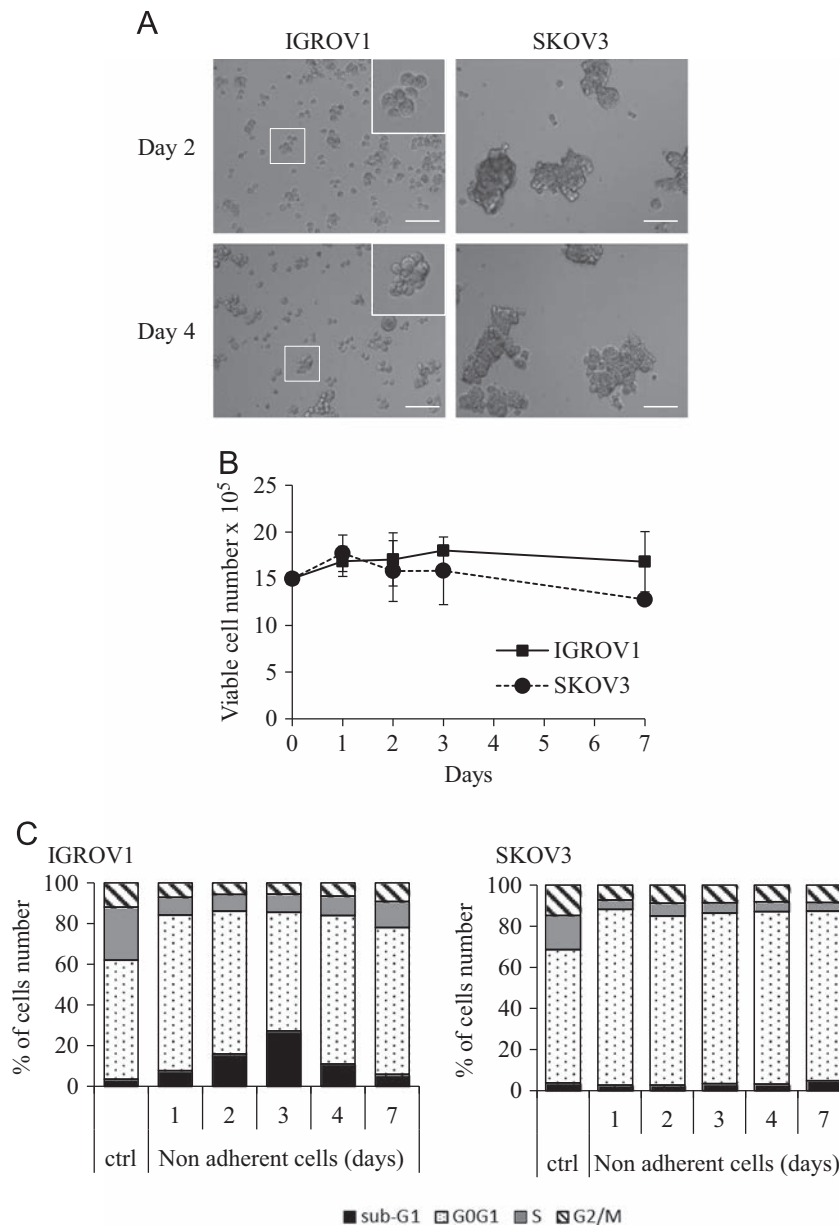 A
IGROV1 SKOV3
Day 2
Day 4
B
Viable cell number x 10⁵
25
20
15
10
5
0
IGROV1
SKOV3
0 1 2 3 4 5 6 7
Days
C
IGROV1
% of cells number
100
80
60
40
20
0
1 2 3 4 7
ctrl Non adherent cells (days)
SKOV3
% of cells number
100
80
60
40
20
0
1 2 3 4 7
ctrl Non adherent cells (days)
sub-G1 G0G1 S G2/M